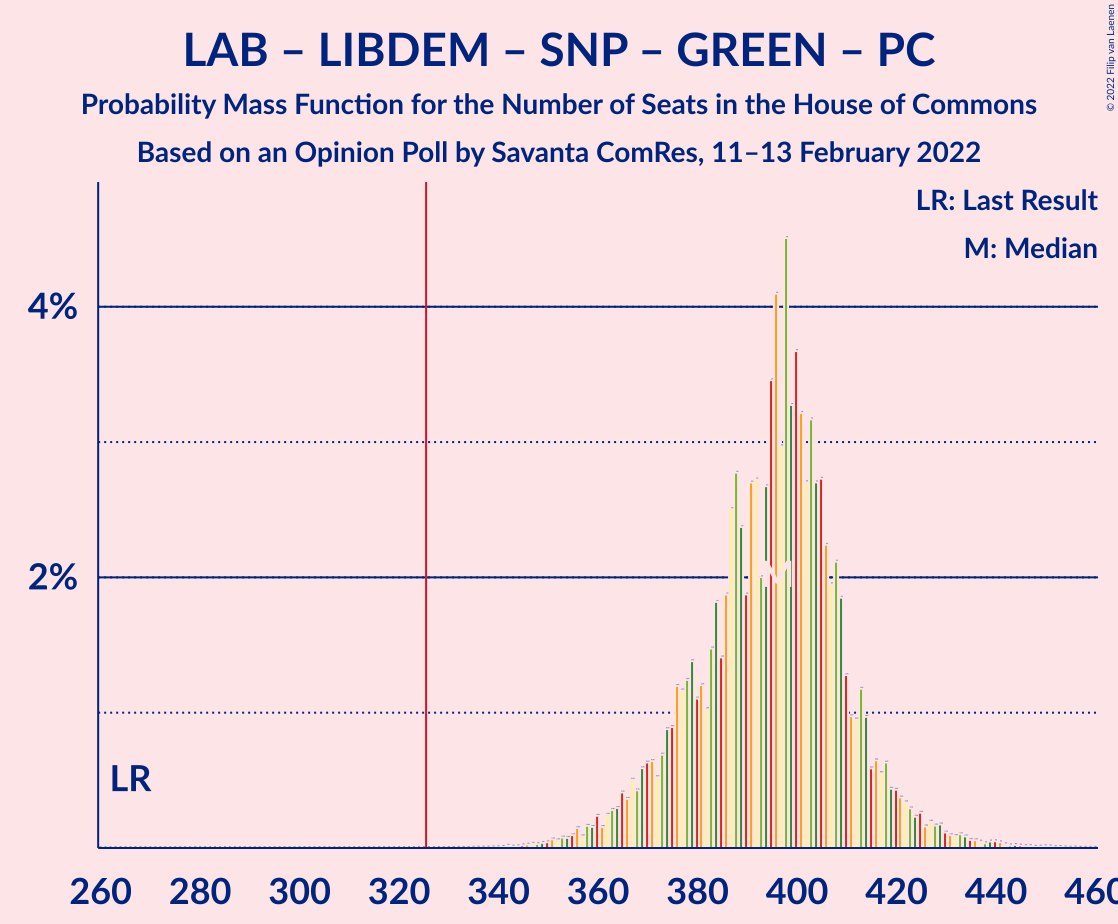 LAB – LIBDEM – SNP – GREEN – PC
Probability Mass Function for the Number of Seats in the House of Commons
Based on an Opinion Poll by Savanta ComRes, 11–13 February 2022
© 2022 Filip van Laenen
LR: Last Result
M: Median
4%
2%
M
LR
260 280 300 320 340 360 380 400 420 440 460